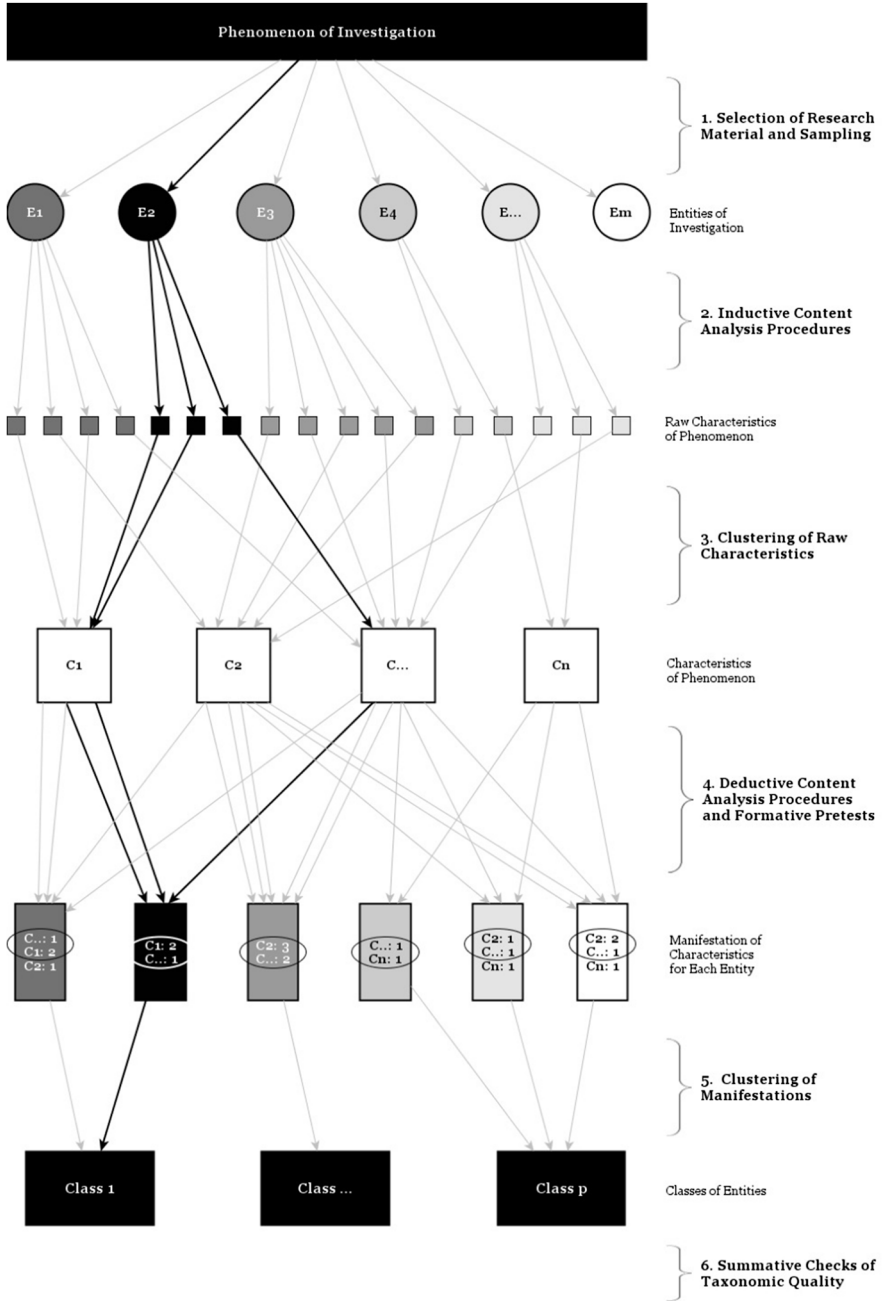 Phenomenon of Investigation
1. Selection of Research
Material and Sampling
E1
E2
E3
E4
E...
Em
Entities of
Investigation
2. Inductive Content
Analysis Procedures
Raw Characteristics
of Phenomenon
3. Clustering of Raw
Characteristics
C1
C2
C...
Cn
Characteristics
of Phenomenon
4. Deductive Content
Analysis Procedures
and Formative Pretests
C..: 1
C1: 2
C2: 1
C1: 2
C..: 1
C2: 3
C..: 2
C..: 1
Cn: 1
C2: 1
C..: 1
Cn: 1
C2: 2
C..: 1
Cn: 1
Manifestation of
Characteristics
for Each Entity
5. Clustering of
Manifestations
Class 1
Class ...
Class p
Classes of Entities
6. Summative Checks of
Taxonomic Quality